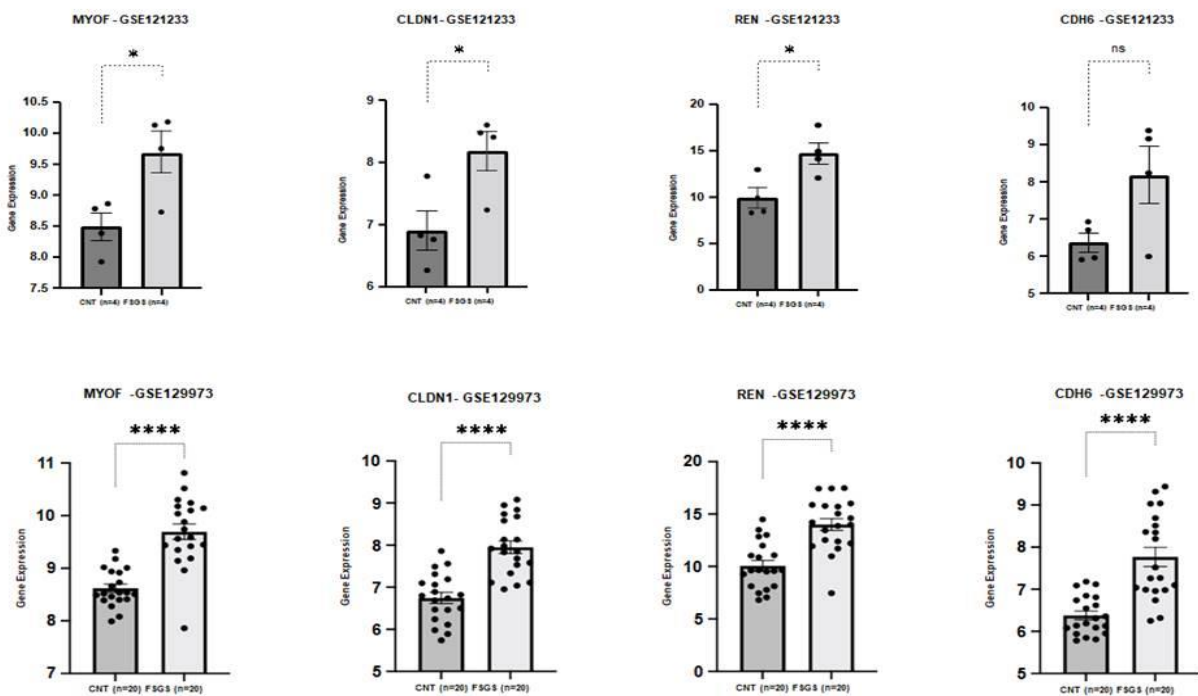 MYOF - GSE121233
CLDN1- GSE121233
REN - GSE121233
CDH6 - GSE121233
*
*
*
ns
Gene Expression
10.5
10.0
9.5
9.0
8.5
8.0
7.5
CNT (n=4) FSGS (n=4)
Gene Expression
9
8
7
6
CNT (n=4) FSGS (n=4)
Gene Expression
20
15
10
5
0
CNT (n=4) FSGS (n=4)
Gene Expression
10
9
8
7
6
5
CNT (n=4) FSGS (n=4)
MYOF -GSE129973
CLDN1- GSE129973
REN -GSE129973
CDH6 -GSE129973
****
****
****
****
Gene Expression
11
10
9
8
7
CNT (n=20) FSGS (n=20)
Gene Expression
10
9
8
7
6
5
CNT (n=20) FSGS (n=20)
Gene Expression
20
15
10
5
0
CNT (n=20) FSGS (n=20)
Gene Expression
10
9
8
7
6
5
CNT (n=20) FSGS (n=20)